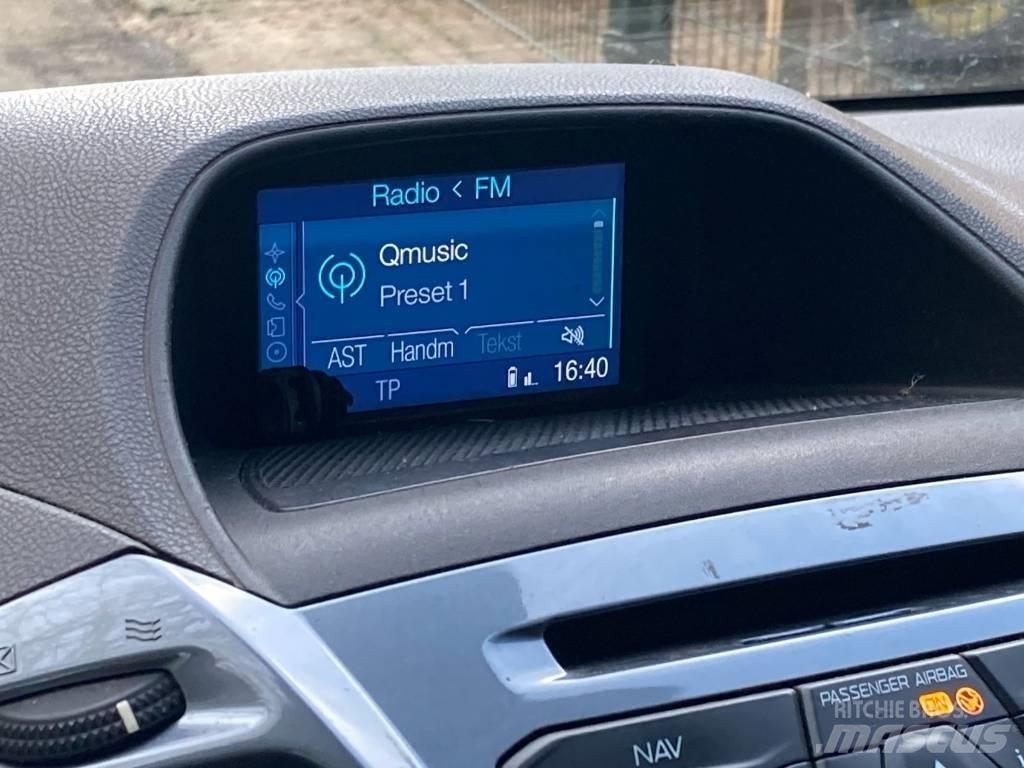 Radio < FM
Qmusic
Preset 1
AST Handm Tekst
TP 16:40
PASSENGER AIRBAG
ON
NAV
i
RITCHIE BROS.
MASCUS